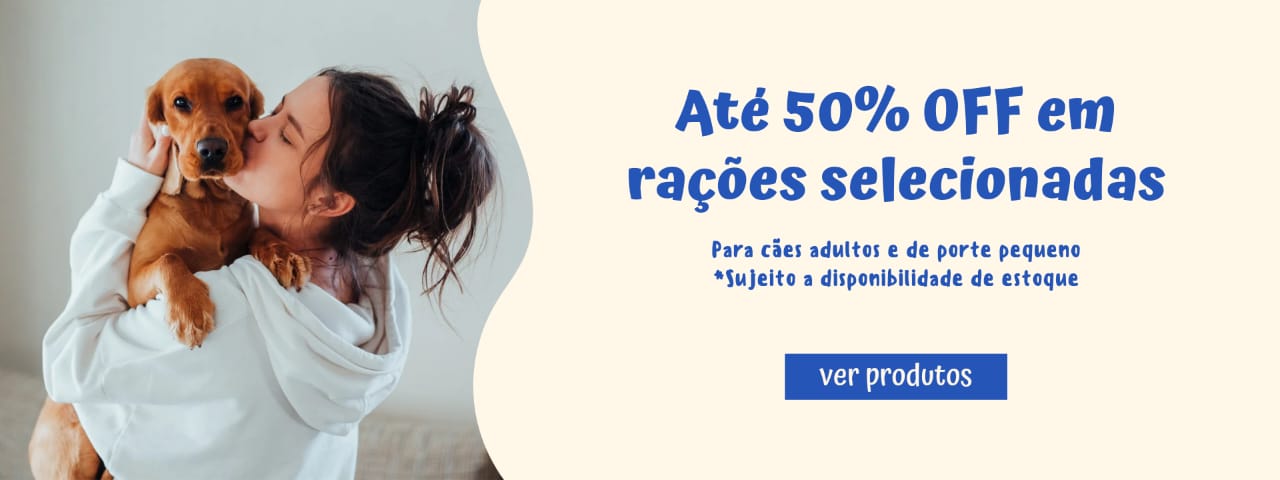 Até 50% OFF em
rações selecionadas
Para cães adultos e de porte pequeno
*Sujeito a disponibilidade de estoque
ver produtos